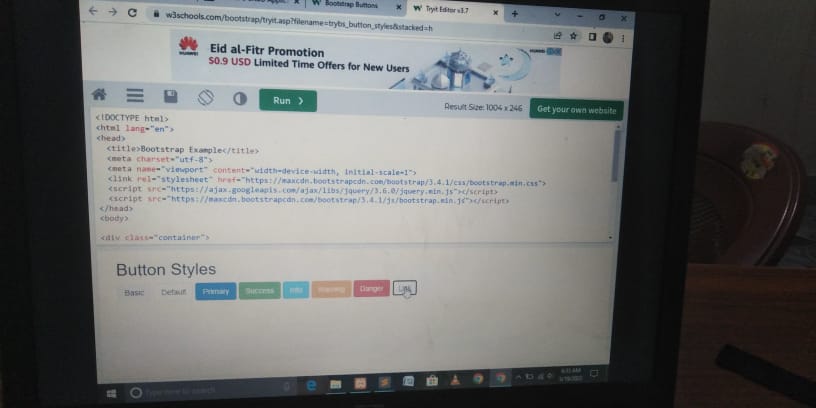 Bootstrap Buttons
Tryit Editor v3.7
w3schools.com/bootstrap/tryit.asp?filename=trybs_button_styles&stacked=h
HUAWEI
Eid al-Fitr Promotion
$0.9 USD Limited Time Offers for New Users
Run ❯
Result Size: 1004 x 246
Get your own website
<!DOCTYPE html>
<html lang="en">
<head>
<title>Bootstrap Example</title>
<meta charset="utf-8">
<meta name="viewport" content="width=device-width, initial-scale=1">
<link rel="stylesheet" href="https://maxcdn.bootstrapcdn.com/bootstrap/3.4.1/css/bootstrap.min.css">
<script src="https://ajax.googleapis.com/ajax/libs/jquery/3.6.0/jquery.min.js"></script>
<script src="https://maxcdn.bootstrapcdn.com/bootstrap/3.4.1/js/bootstrap.min.js"></script>
</head>
<body>
<div class="container">
Button Styles
Basic Default Primary Success Info Warning Danger Link
Type here to search